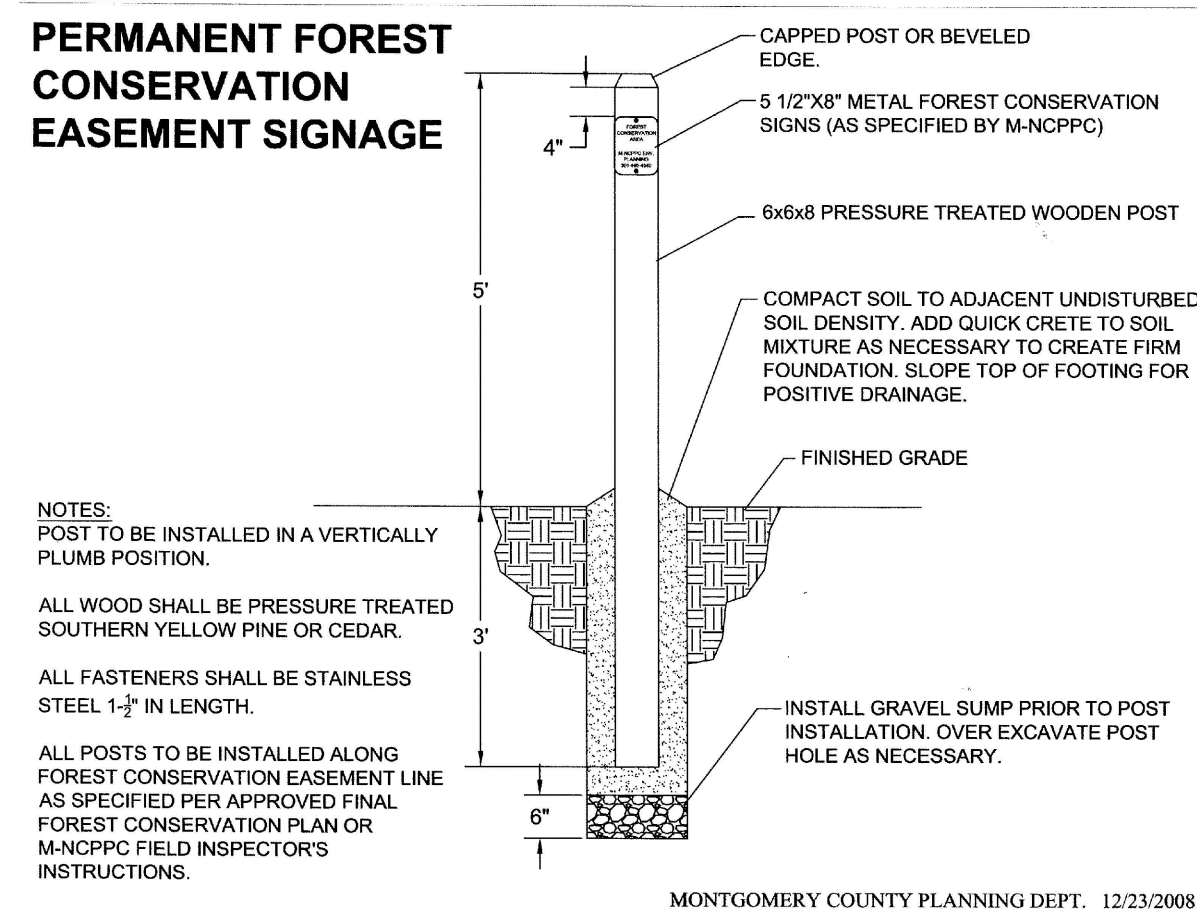 PERMANENT FOREST
CONSERVATION
EASEMENT SIGNAGE
CAPPED POST OR BEVELED
EDGE.
5 1/2"X8" METAL FOREST CONSERVATION
SIGNS (AS SPECIFIED BY M-NCPPC)
4"
FOREST
CONSERVATION
AREA
M-NCPPC ENV.
PLANNING
6x6x8 PRESSURE TREATED WOODEN POST
5'
COMPACT SOIL TO ADJACENT UNDISTURBED
SOIL DENSITY. ADD QUICK CRETE TO SOIL
MIXTURE AS NECESSARY TO CREATE FIRM
FOUNDATION. SLOPE TOP OF FOOTING FOR
POSITIVE DRAINAGE.
FINISHED GRADE
NOTES:
POST TO BE INSTALLED IN A VERTICALLY
PLUMB POSITION.
ALL WOOD SHALL BE PRESSURE TREATED
SOUTHERN YELLOW PINE OR CEDAR.
3'
ALL FASTENERS SHALL BE STAINLESS
STEEL 1-1/2" IN LENGTH.
INSTALL GRAVEL SUMP PRIOR TO POST
INSTALLATION. OVER EXCAVATE POST
HOLE AS NECESSARY.
ALL POSTS TO BE INSTALLED ALONG
FOREST CONSERVATION EASEMENT LINE
AS SPECIFIED PER APPROVED FINAL
FOREST CONSERVATION PLAN OR
M-NCPPC FIELD INSPECTOR'S
INSTRUCTIONS.
6"
MONTGOMERY COUNTY PLANNING DEPT. 12/23/2008